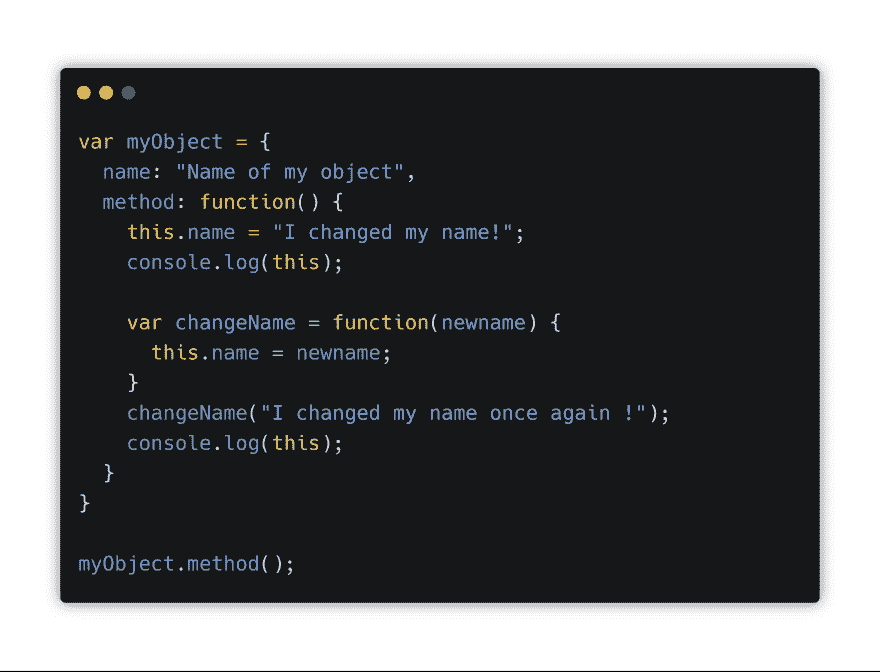 var myObject = {
  name: "Name of my object",
  method: function() {
    this.name = "I changed my name!";
    console.log(this);

    var changeName = function(newname) {
      this.name = newname;
    }
    changeName("I changed my name once again !");
    console.log(this);
  }
}

myObject.method();